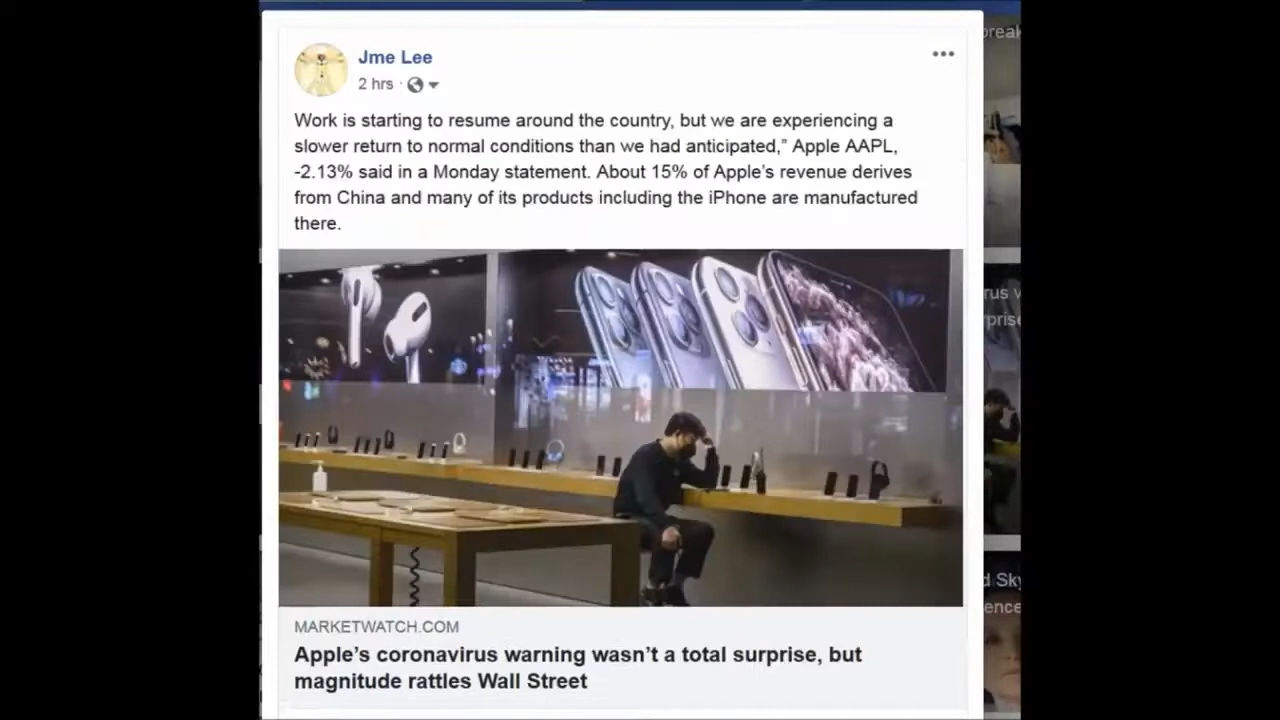 Jme Lee
2 hrs ·
Work is starting to resume around the country, but we are experiencing a
slower return to normal conditions than we had anticipated,” Apple AAPL,
-2.13% said in a Monday statement. About 15% of Apple’s revenue derives
from China and many of its products including the iPhone are manufactured
there.
MARKETWATCH.COM
Apple’s coronavirus warning wasn’t a total surprise, but
magnitude rattles Wall Street